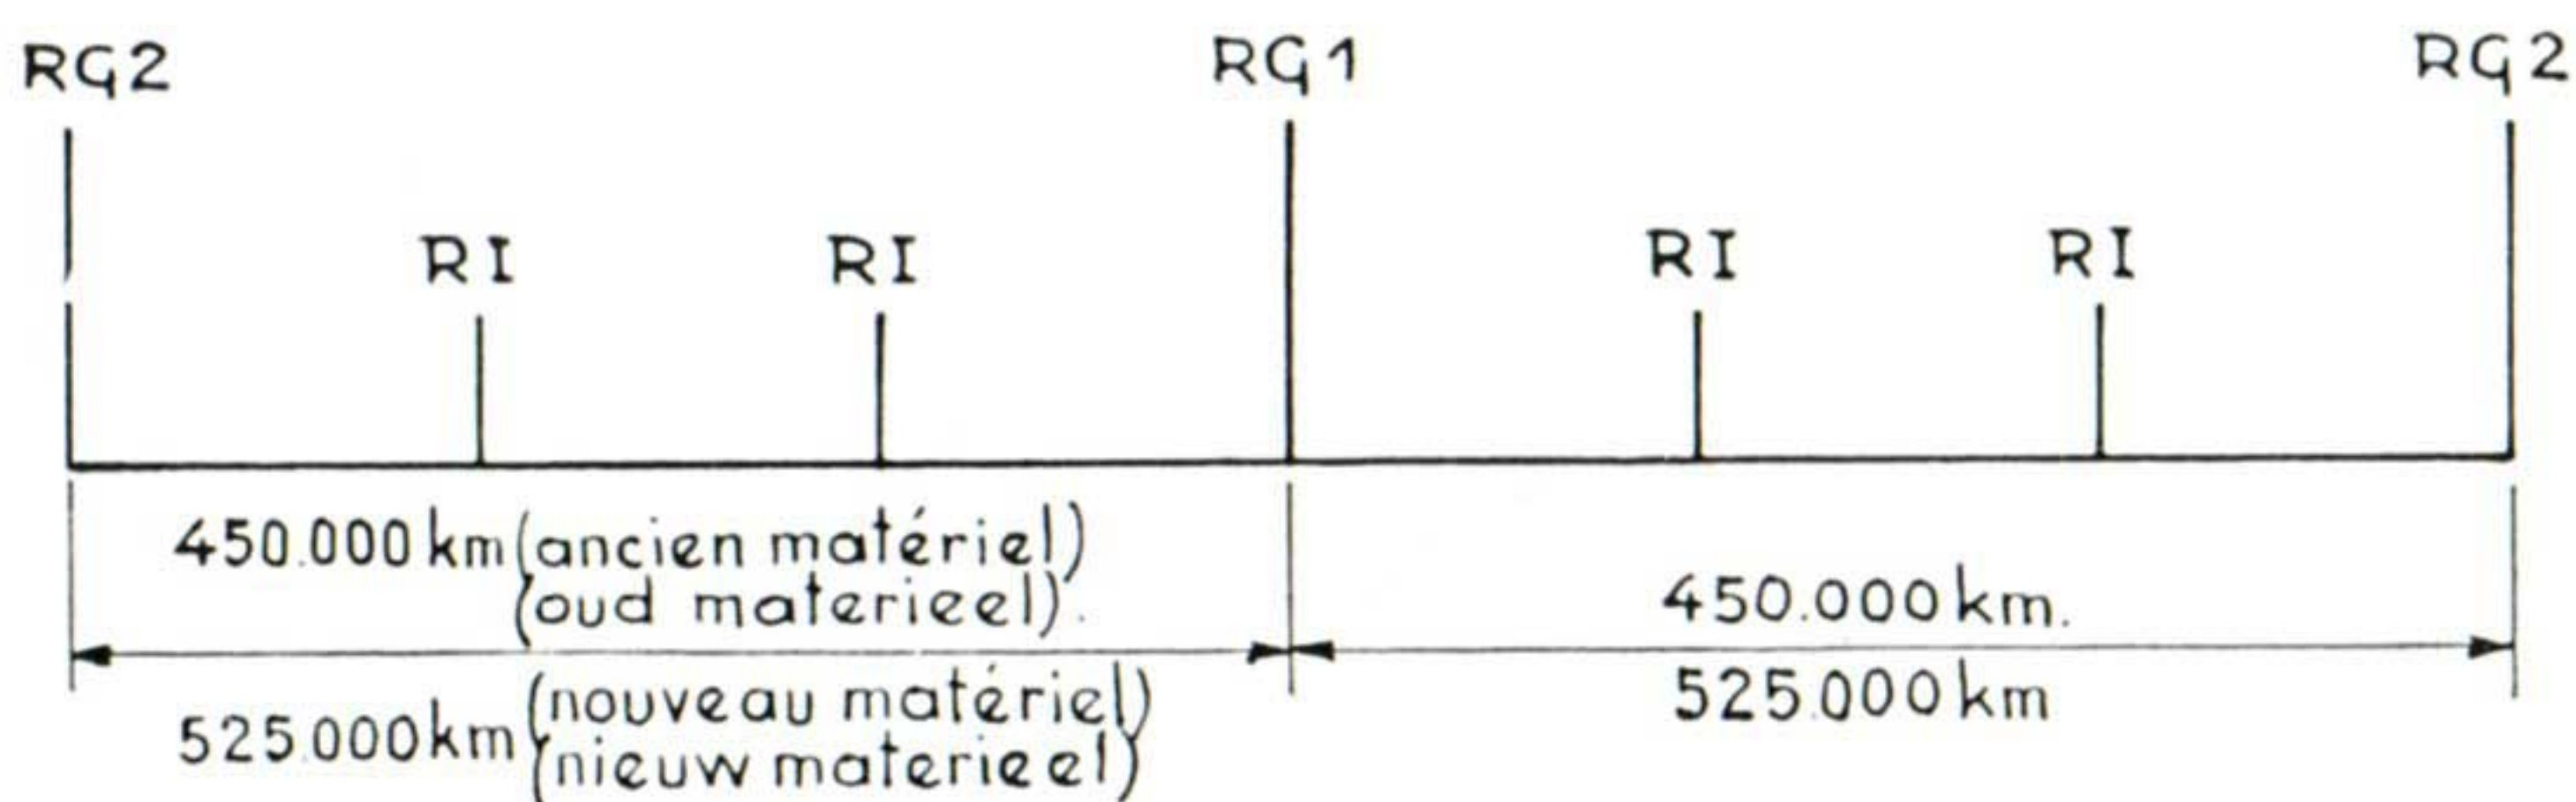 RG2 RG1 RG2
RI RI RI RI
450.000 km (ancien matériel)
(oud materieel).
450.000 km.
525.000 km (nouveau matériel)
(nieuw materieel)
525.000 km